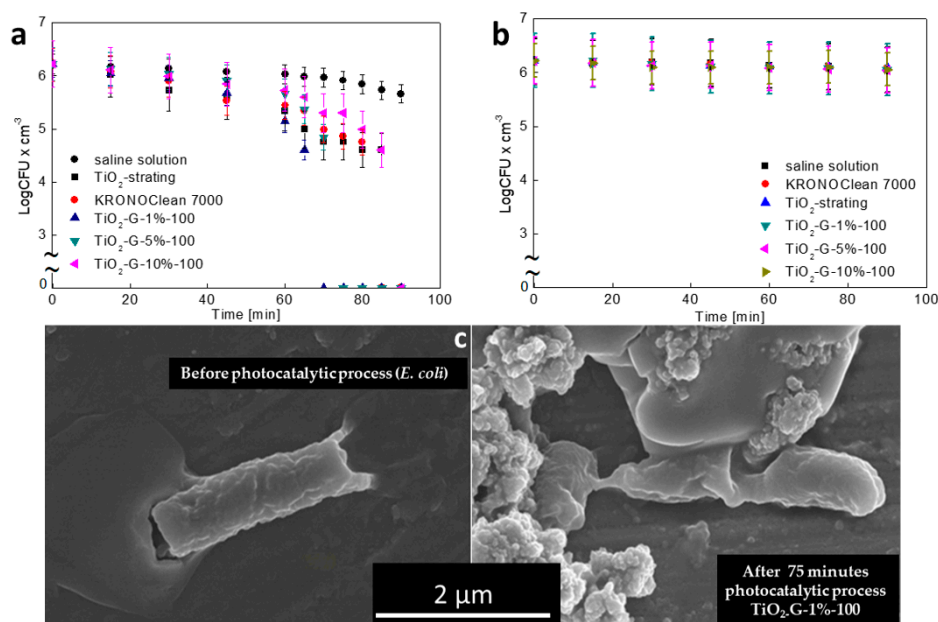 a
7
6
5
4
3
0
LogCFU x cm-3
saline solution
TiO2-strating
KRONOClean 7000
TiO2-G-1%-100
TiO2-G-5%-100
TiO2-G-10%-100
0 20 40 60 80 100
Time [min]
b
7
6
5
4
3
0
LogCFU x cm-3
saline solution
KRONOClean 7000
TiO2-strating
TiO2-G-1%-100
TiO2-G-5%-100
TiO2-G-10%-100
0 20 40 60 80 100
Time [min]
c
Before photocatalytic process (E. coli)
2 µm
After 75 minutes
photocatalytic process
TiO2-G-1%-100